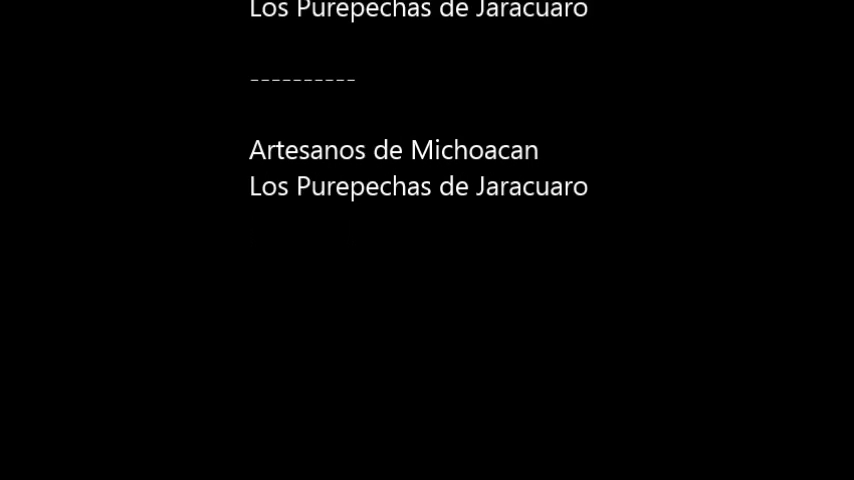 Los Purepechas de Jaracuaro
----------
Artesanos de Michoacan
Los Purepechas de Jaracuaro